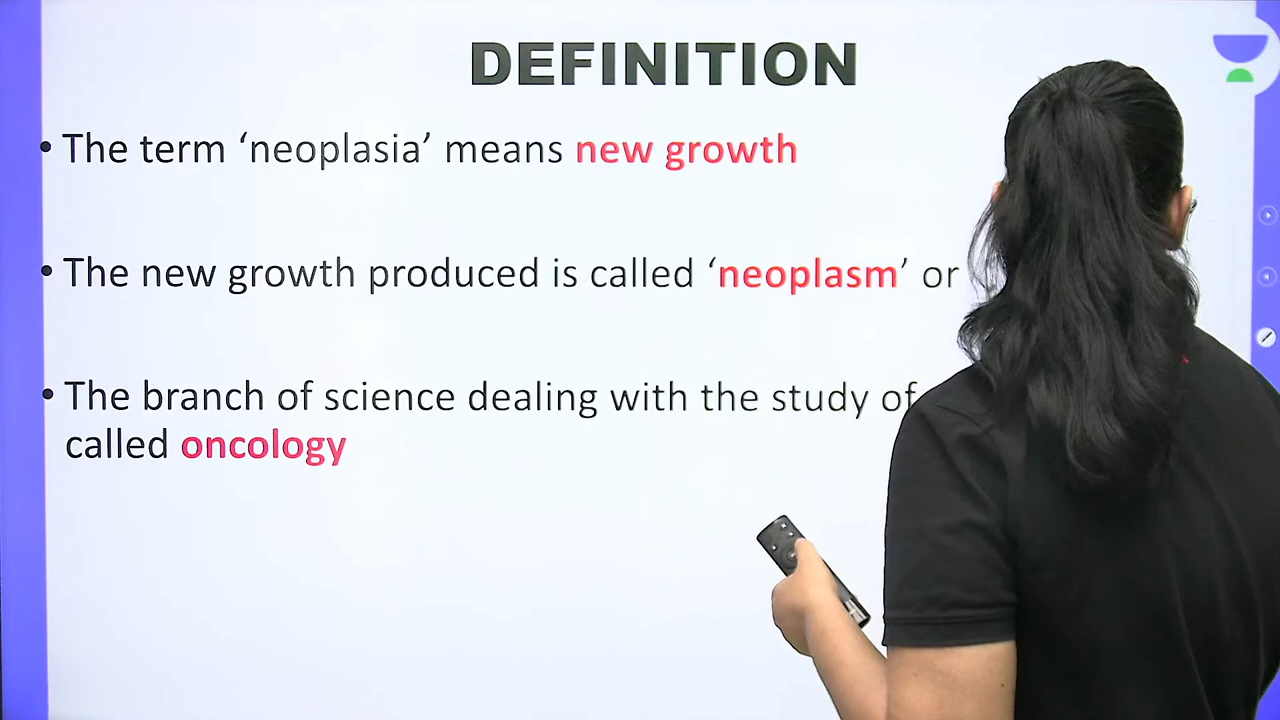 DEFINITION
• The term ‘neoplasia’ means new growth
• The new growth produced is called ‘neoplasm’ or
• The branch of science dealing with the study of
called oncology